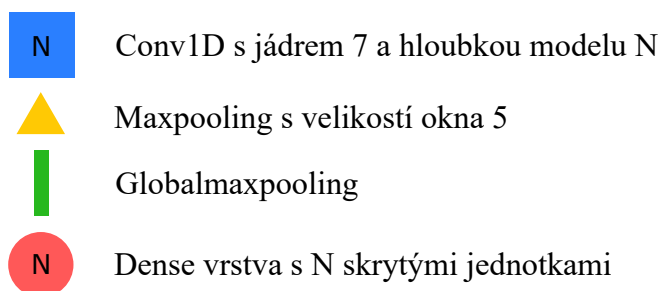 N Conv1D s jádrem 7 a hloubkou modelu N
Maxpooling s velikostí okna 5
Globalmaxpooling
N Dense vrstva s N skrytými jednotkami